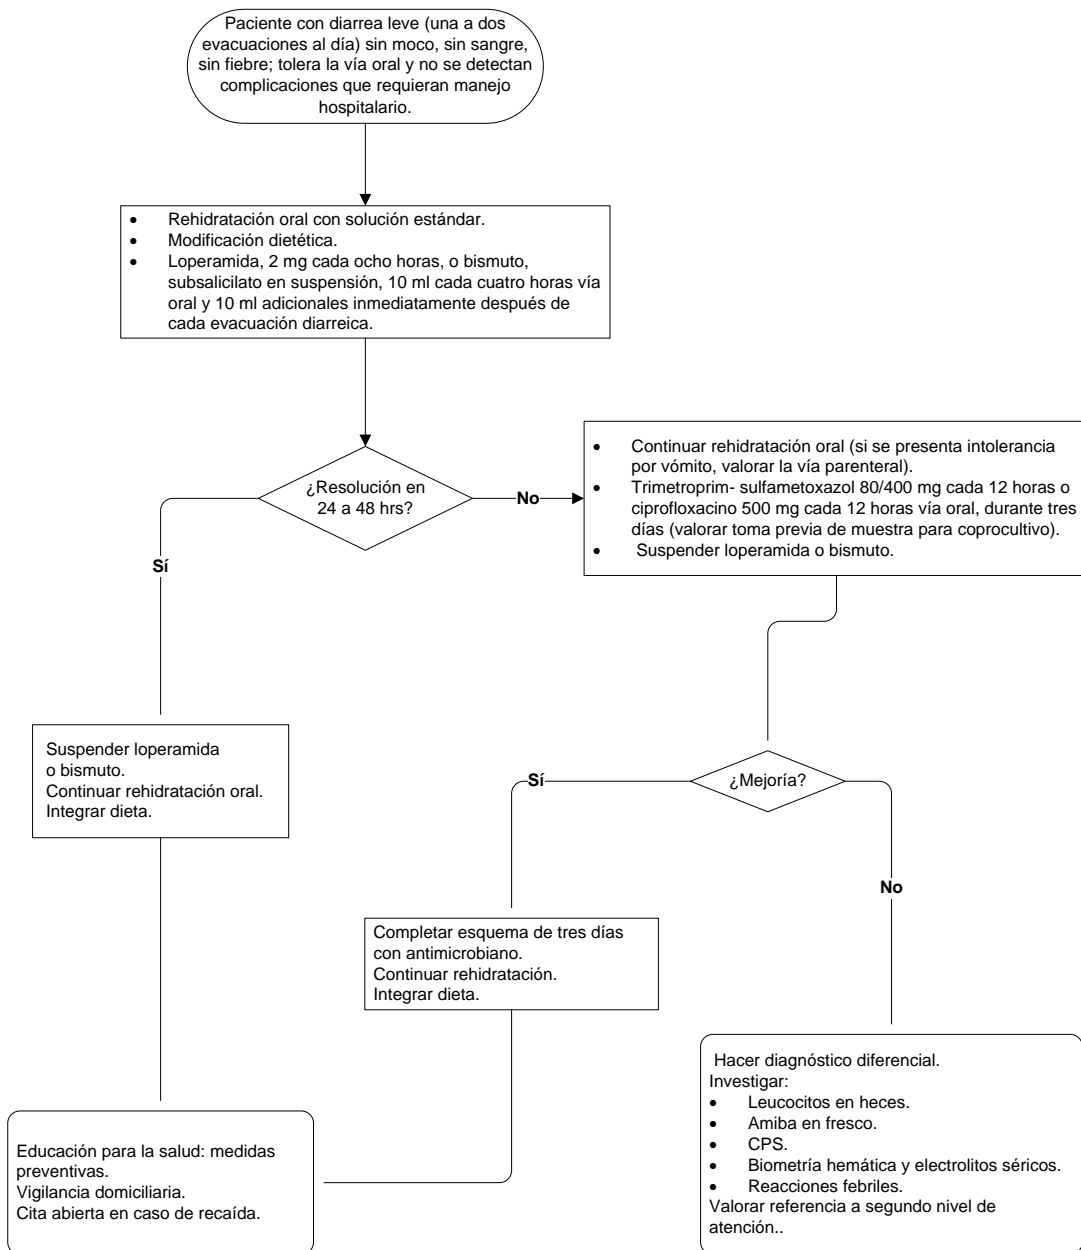 Paciente con diarrea leve (una a dos
evacuaciones al día) sin moco, sin sangre,
sin fiebre; tolera la vía oral y no se detectan
complicaciones que requieran manejo
hospitalario.
• Rehidratación oral con solución estándar.
• Modificación dietética.
• Loperamida, 2 mg cada ocho horas, o bismuto,
subsalicilato en suspensión, 10 ml cada cuatro horas vía
oral y 10 ml adicionales inmediatamente después de
cada evacuación diarreica.
¿Resolución en
24 a 48 hrs?
No
• Continuar rehidratación oral (si se presenta intolerancia
por vómito, valorar la vía parenteral).
• Trimetroprim- sulfametoxazol 80/400 mg cada 12 horas o
ciprofloxacino 500 mg cada 12 horas vía oral, durante tres
días (valorar toma previa de muestra para coprocultivo).
• Suspender loperamida o bismuto.
Sí
Suspender loperamida
o bismuto.
Continuar rehidratación oral.
Integrar dieta.
¿Mejoría?
Sí
No
Completar esquema de tres días
con antimicrobiano.
Continuar rehidratación.
Integrar dieta.
Hacer diagnóstico diferencial.
Investigar:
• Leucocitos en heces.
• Amiba en fresco.
• CPS.
• Biometría hemática y electrolitos séricos.
• Reacciones febriles.
Valorar referencia a segundo nivel de
atención..
Educación para la salud: medidas
preventivas.
Vigilancia domiciliaria.
Cita abierta en caso de recaída.